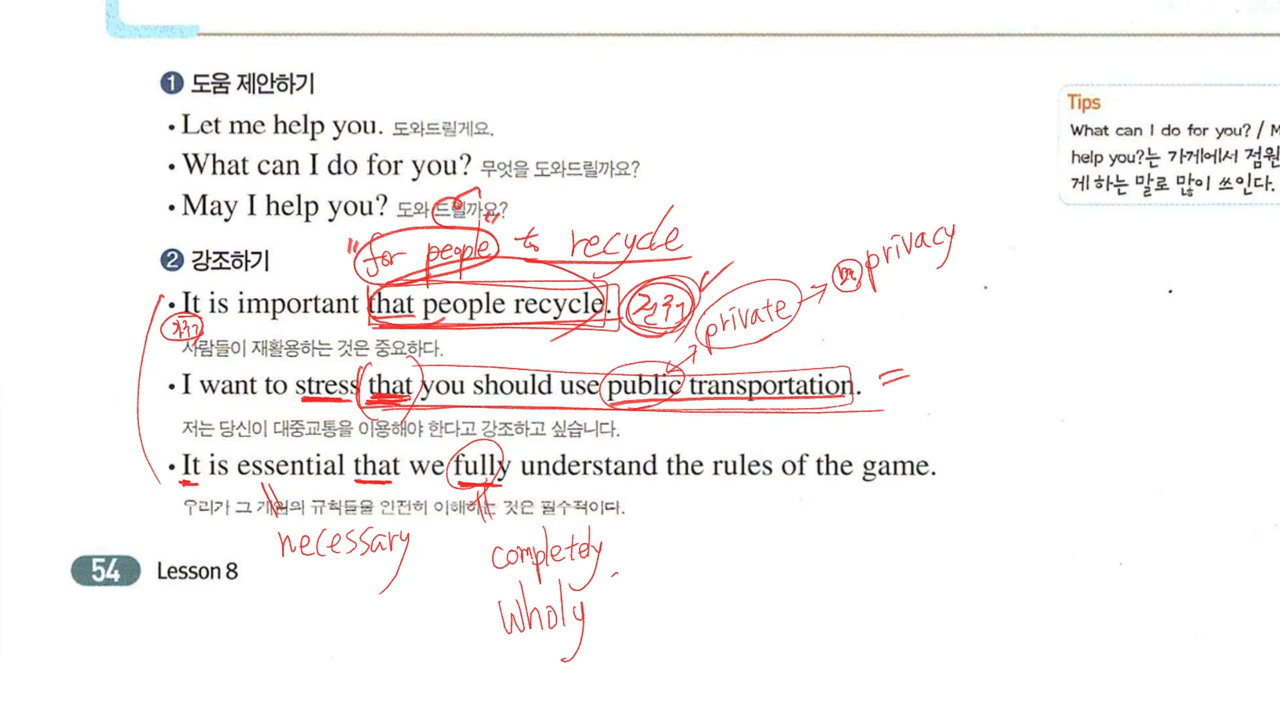 ❶ 도움 제안하기
• Let me help you. 도와드릴게요.
• What can I do for you? 무엇을 도와드릴까요?
• May I help you? 도와 드릴까요?
Tips
What can I do for you? / M
help you?는 가게에서 점원
게 하는 말로 많이 쓰인다.
"for people" to recycle
❷ 강조하기
• It is important that people recycle. 진주어
가주어
private → privacy
사람들이 재활용하는 것은 중요하다.
• I want to stress that you should use public transportation. =
저는 당신이 대중교통을 이용해야 한다고 강조하고 싶습니다.
• It is essential that we fully understand the rules of the game.
우리가 그 게임의 규칙들을 완전히 이해하는 것은 필수적이다.
necessary
completely
wholy
54 Lesson 8